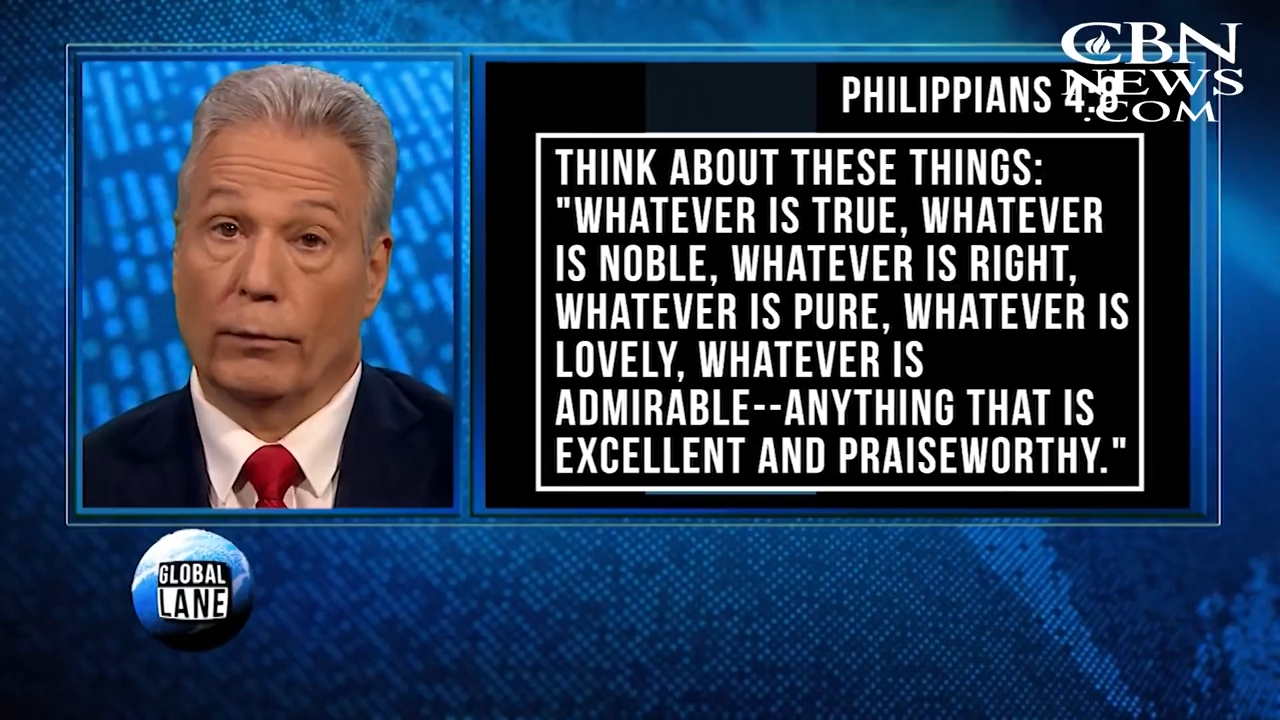 CBN
NEWS
.COM
PHILIPPIANS 4:8
THINK ABOUT THESE THINGS:
"WHATEVER IS TRUE, WHATEVER
IS NOBLE, WHATEVER IS RIGHT,
WHATEVER IS PURE, WHATEVER IS
LOVELY, WHATEVER IS
ADMIRABLE--ANYTHING THAT IS
EXCELLENT AND PRAISEWORTHY."
GLOBAL
LANE